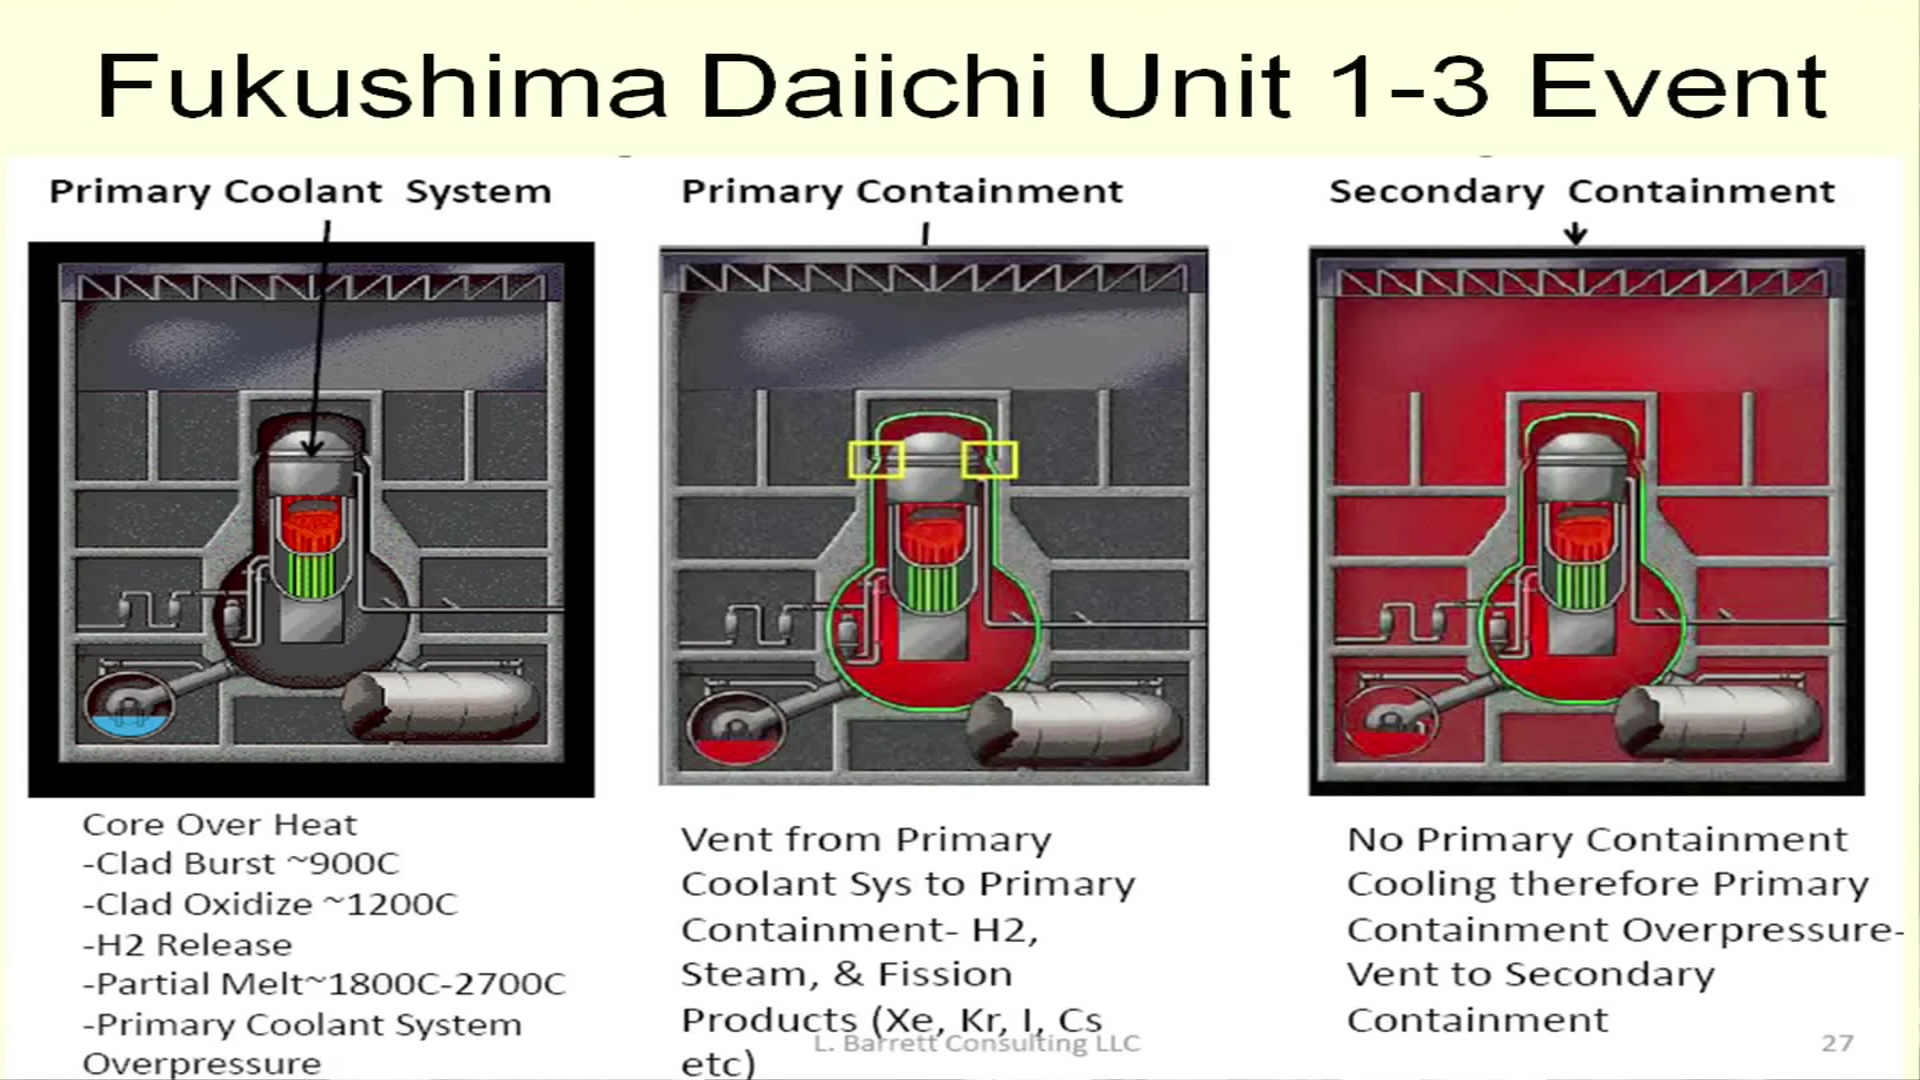 Fukushima Daiichi Unit 1-3 Event
Primary Coolant System
Primary Containment
Secondary Containment
Core Over Heat
-Clad Burst ~900C
-Clad Oxidize ~1200C
-H2 Release
-Partial Melt~1800C-2700C
-Primary Coolant System
Overpressure
Vent from Primary
Coolant Sys to Primary
Containment- H2,
Steam, & Fission
Products (Xe, Kr, I, Cs
etc)
No Primary Containment
Cooling therefore Primary
Containment Overpressure-
Vent to Secondary
Containment
L. Barrett Consulting LLC
27